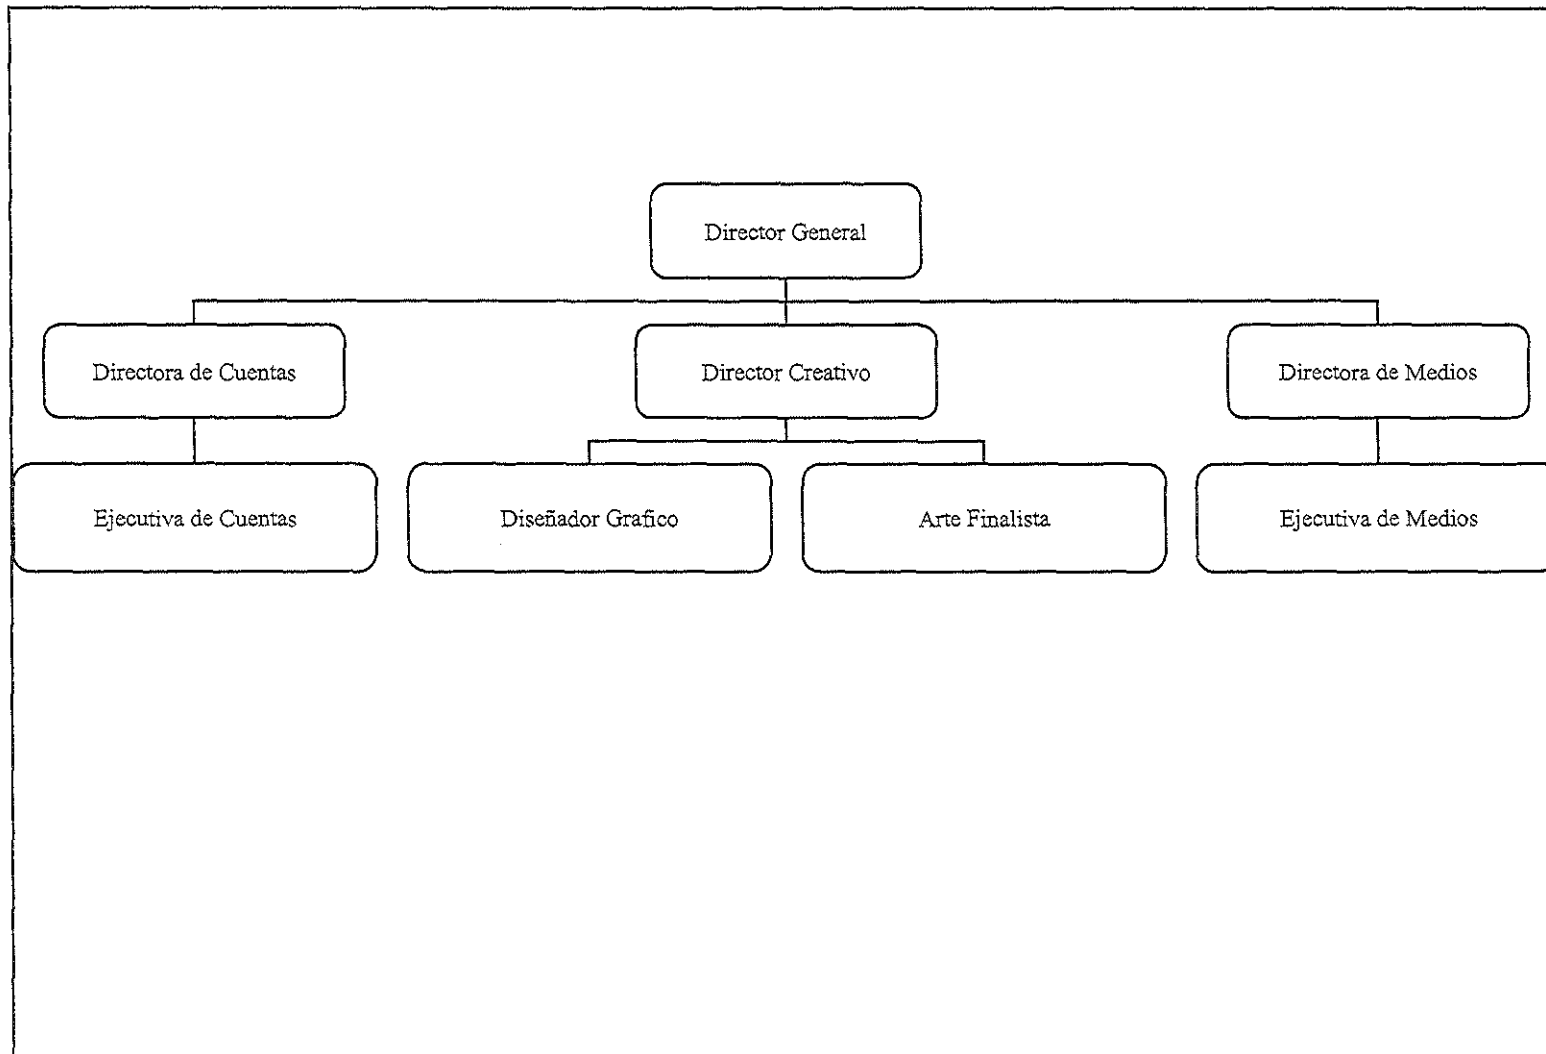 Director General
Directora de Cuentas
Director Creativo
Directora de Medios
Ejecutiva de Cuentas
Diseñador Grafico
Arte Finalista
Ejecutiva de Medios